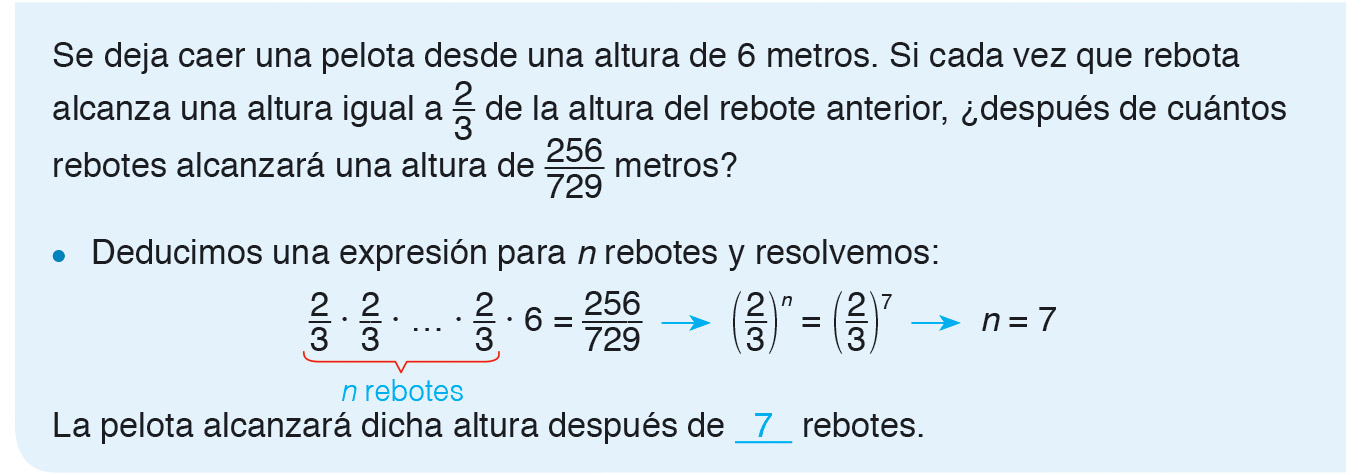 Se deja caer una pelota desde una altura de 6 metros. Si cada vez que rebota
alcanza una altura igual a 2/3 de la altura del rebote anterior, ¿después de cuántos
rebotes alcanzará una altura de 256/729 metros?
• Deducimos una expresión para n rebotes y resolvemos:
2/3 · 2/3 · ... · 2/3 · 6 = 256/729 → (2/3)^n = (2/3)^7 → n = 7
n rebotes
La pelota alcanzará dicha altura después de 7 rebotes.